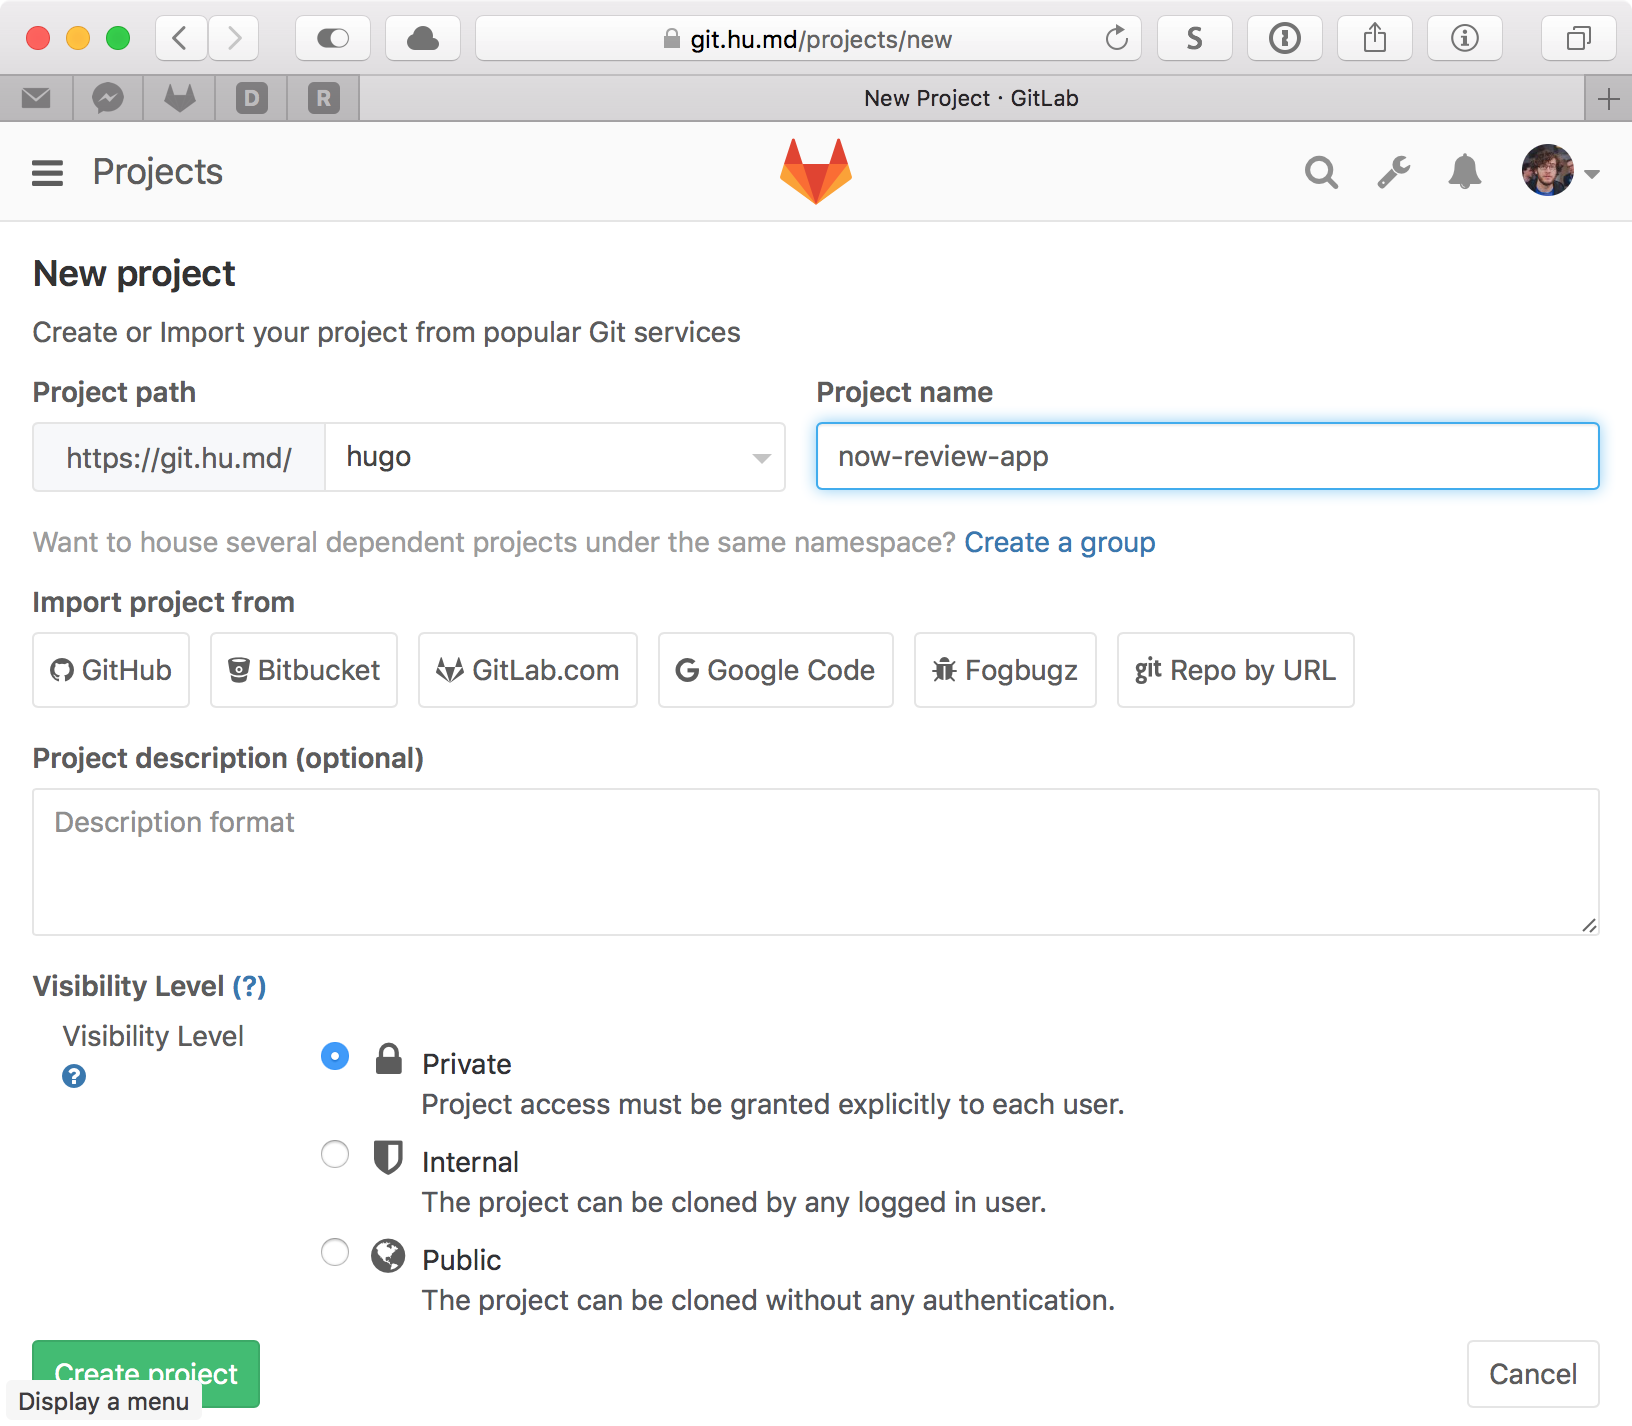 git.hu.md/projects/new
S
D
R
New Project · GitLab
Projects
New project
Create or Import your project from popular Git services
Project path
Project name
https://git.hu.md/
hugo
now-review-app
Want to house several dependent projects under the same namespace? Create a group
Import project from
GitHub
Bitbucket
GitLab.com
G Google Code
Fogbugz
git Repo by URL
Project description (optional)
Description format
Visibility Level (?)
Visibility Level
?
Private
Project access must be granted explicitly to each user.
Internal
The project can be cloned by any logged in user.
Public
The project can be cloned without any authentication.
Create project
Cancel
Display a menu